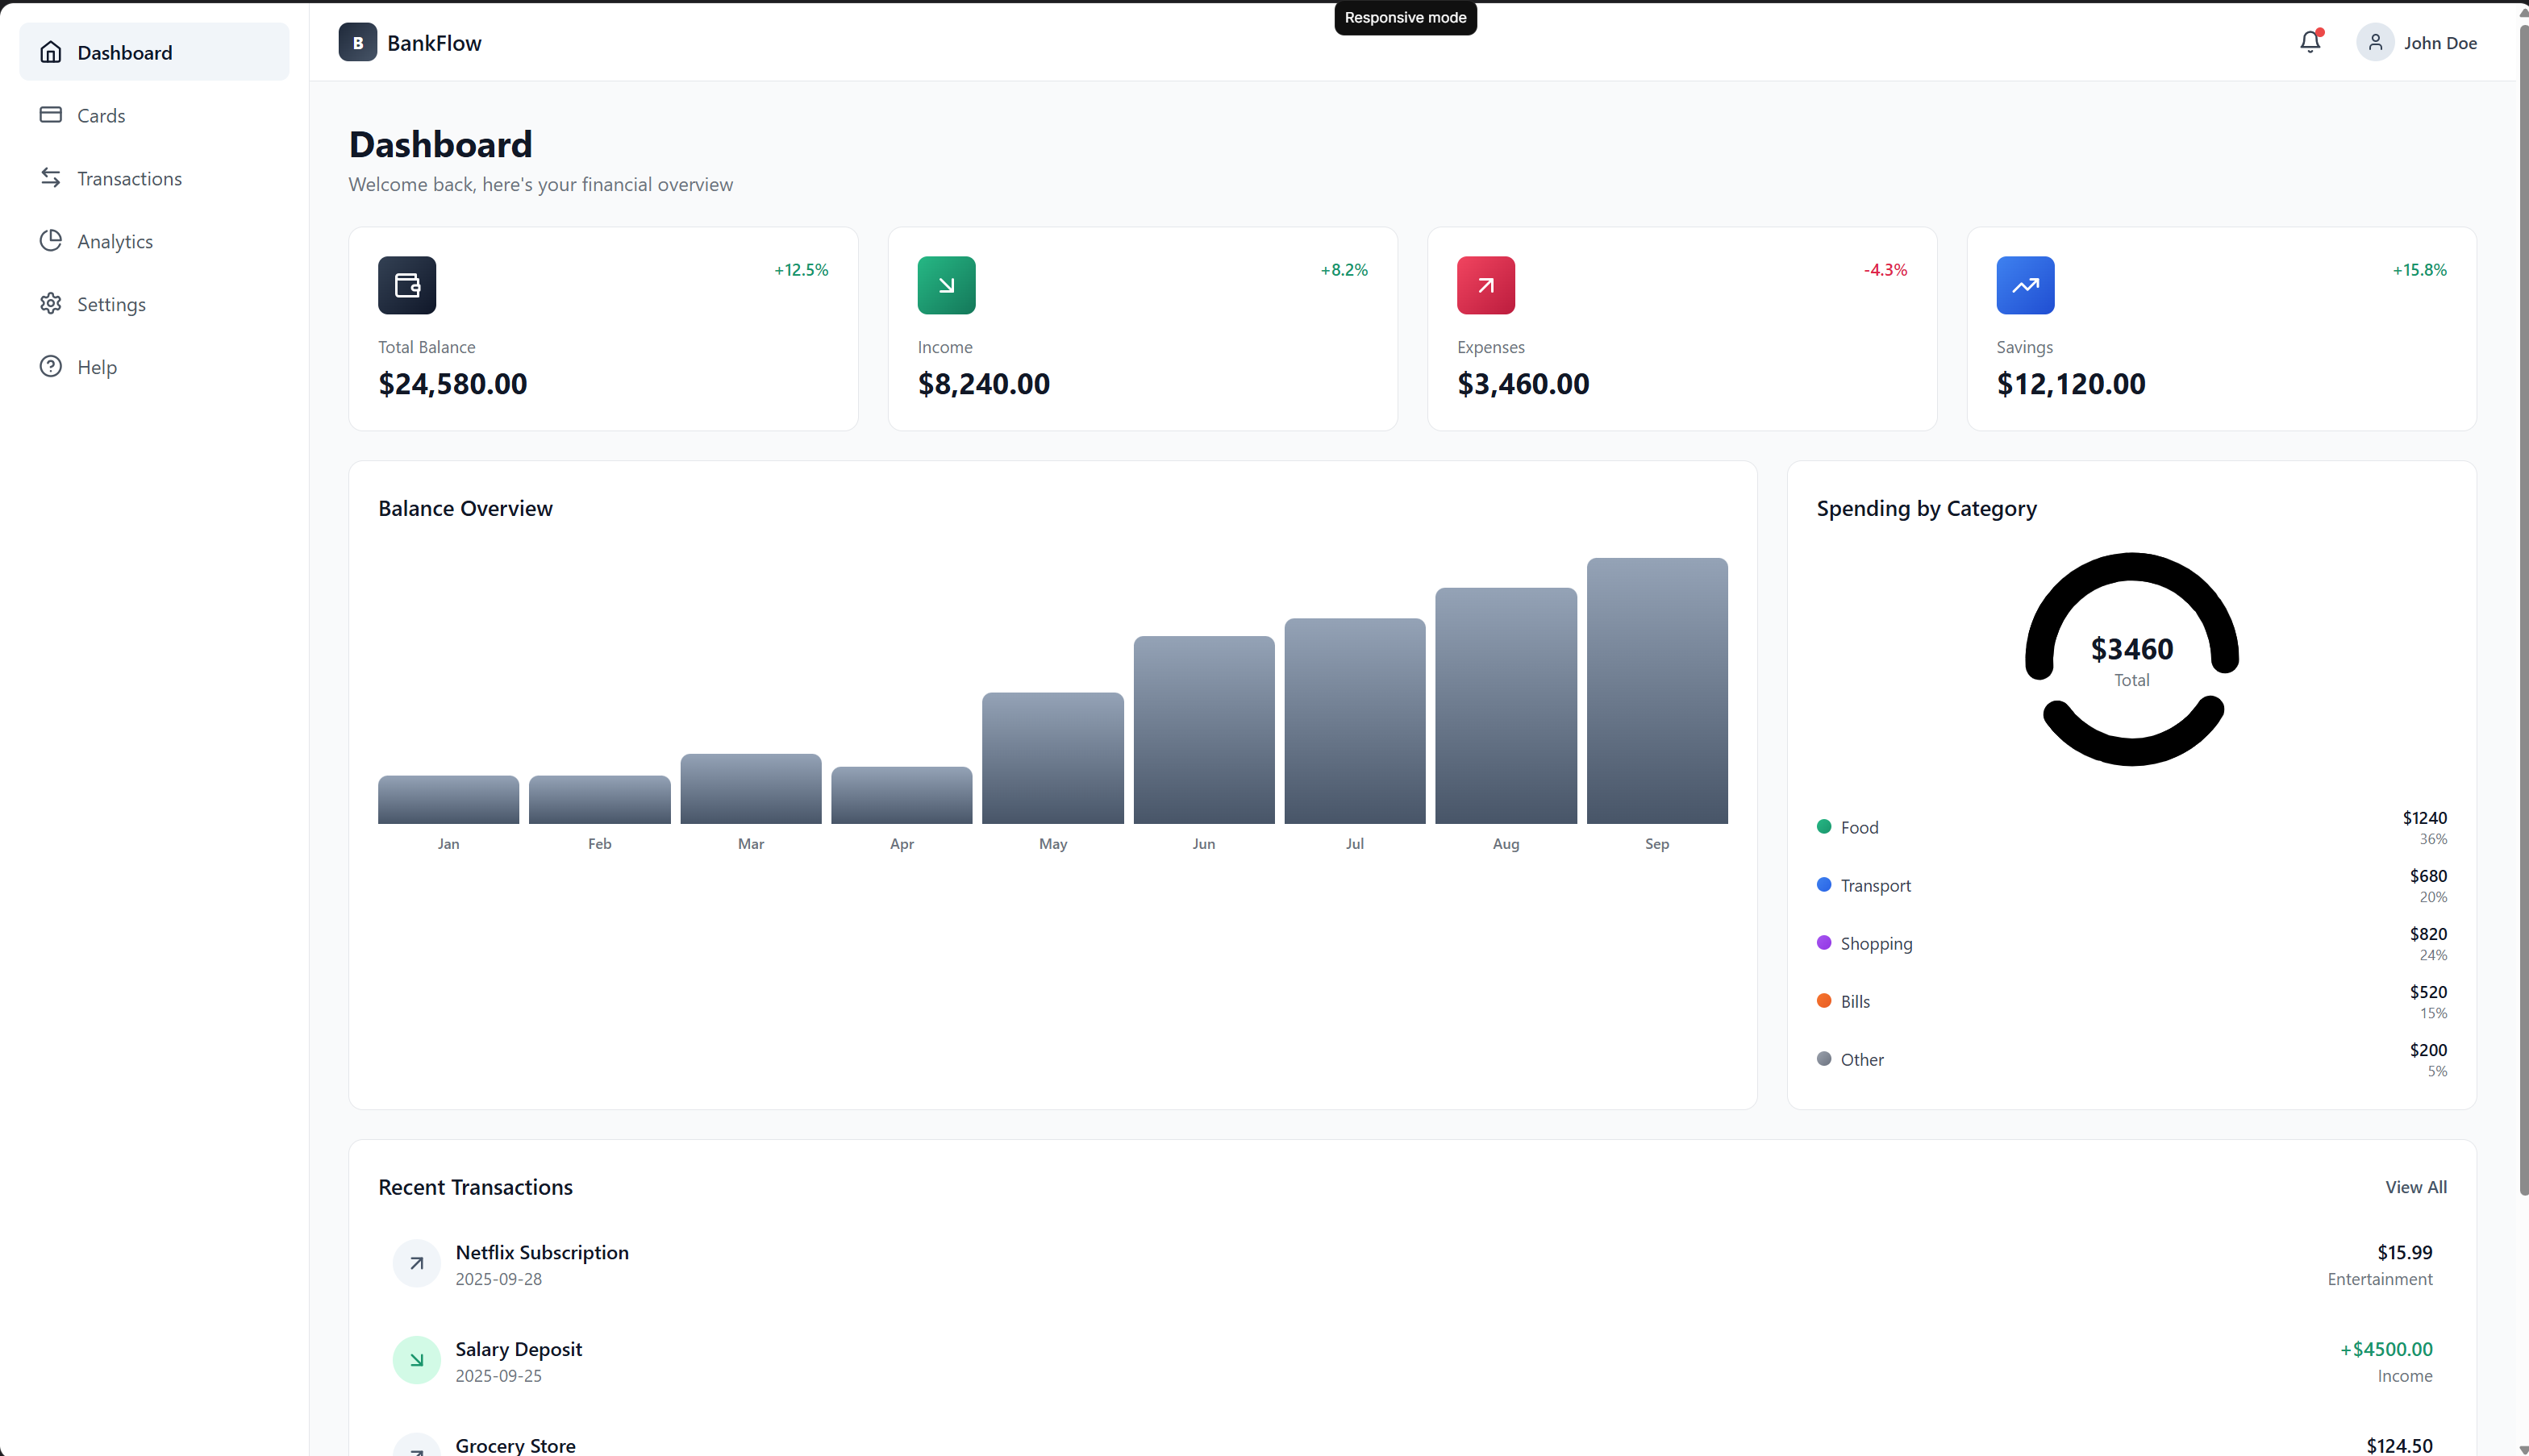 Responsive mode
Dashboard
Cards
Transactions
Analytics
Settings
Help
B
BankFlow
John Doe
Dashboard
Welcome back, here's your financial overview
+12.5%
Total Balance
$24,580.00
+8.2%
Income
$8,240.00
-4.3%
Expenses
$3,460.00
+15.8%
Savings
$12,120.00
Balance Overview
Jan Feb Mar Apr May Jun Jul Aug Sep
Spending by Category
$3460
Total
Food $1240
36%
Transport $680
20%
Shopping $820
24%
Bills $520
15%
Other $200
5%
Recent Transactions View All
Netflix Subscription $15.99
2025-09-28 Entertainment
Salary Deposit +$4500.00
2025-09-25 Income
Grocery Store $124.50